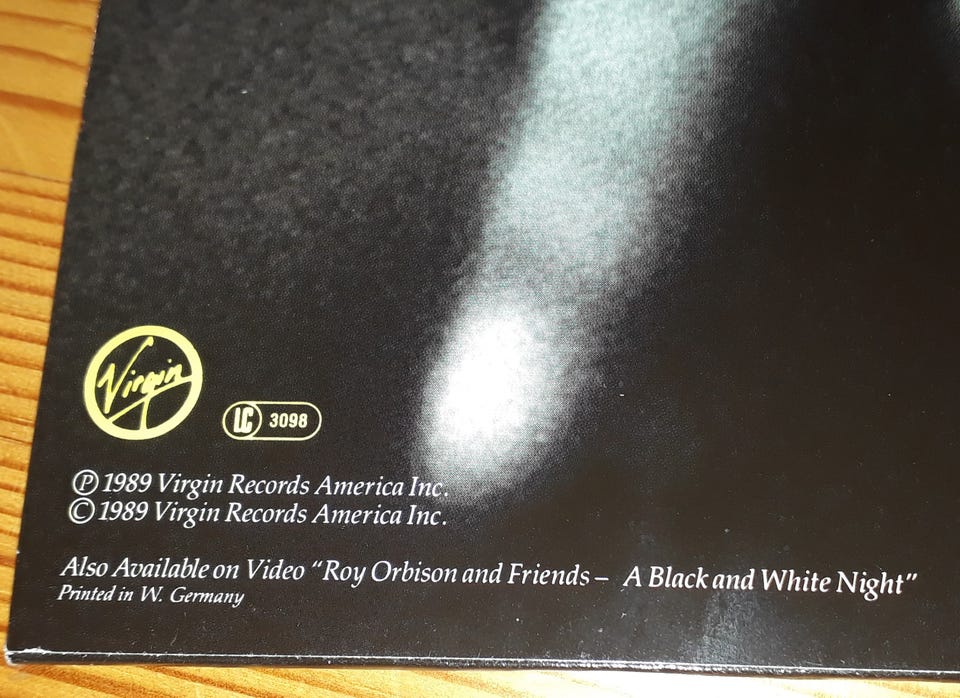 Virgin
LC 3098
Ⓟ 1989 Virgin Records America Inc.
© 1989 Virgin Records America Inc.
Also Available on Video “Roy Orbison and Friends – A Black and White Night”
Printed in W. Germany